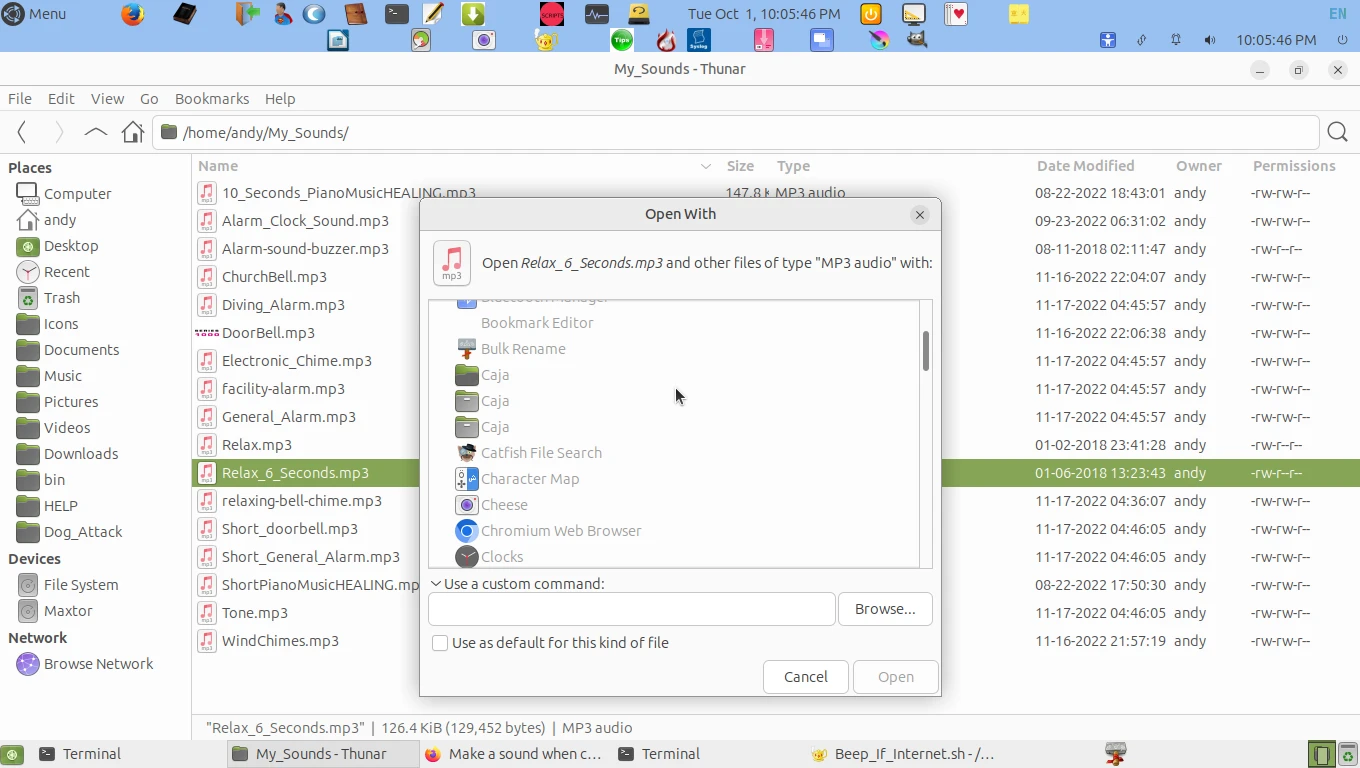 Menu
SCRIPTS
Tue Oct 1, 10:05:46 PM
EN
Tips
Syslog
10:05:46 PM
My_Sounds - Thunar
File Edit View Go Bookmarks Help
/home/andy/My_Sounds/
Places
Computer
andy
Desktop
Recent
Trash
Icons
Documents
Music
Pictures
Videos
Downloads
bin
HELP
Dog_Attack
Devices
File System
Maxtor
Network
Browse Network
Name Size Type Date Modified Owner Permissions
10_Seconds_PianoMusicHEALING.mp3 147.8 K MP3 audio 08-22-2022 18:43:01 andy -rw-rw-r--
Alarm_Clock_Sound.mp3 09-23-2022 06:31:02 andy -rw-rw-r--
Alarm-sound-buzzer.mp3 08-11-2018 02:11:47 andy -rw-r--r--
ChurchBell.mp3 11-16-2022 22:04:07 andy -rw-rw-r--
Diving_Alarm.mp3 11-17-2022 04:45:57 andy -rw-rw-r--
DoorBell.mp3 11-16-2022 22:06:38 andy -rw-rw-r--
Electronic_Chime.mp3 11-17-2022 04:45:57 andy -rw-rw-r--
facility-alarm.mp3 11-17-2022 04:45:57 andy -rw-rw-r--
General_Alarm.mp3 11-17-2022 04:45:57 andy -rw-rw-r--
Relax.mp3 01-02-2018 23:41:28 andy -rw-r--r--
Relax_6_Seconds.mp3 01-06-2018 13:23:43 andy -rw-r--r--
relaxing-bell-chime.mp3 11-17-2022 04:36:07 andy -rw-rw-r--
Short_doorbell.mp3 11-17-2022 04:46:05 andy -rw-rw-r--
Short_General_Alarm.mp3 11-17-2022 04:46:05 andy -rw-rw-r--
ShortPianoMusicHEALING.mp 08-22-2022 17:50:30 andy -rw-rw-r--
Tone.mp3 11-17-2022 04:46:05 andy -rw-rw-r--
WindChimes.mp3 11-16-2022 21:57:19 andy -rw-rw-r--
Open With
mp3
Open Relax_6_Seconds.mp3 and other files of type "MP3 audio" with:
Bluetooth Manager
Bookmark Editor
Bulk Rename
Caja
Caja
Caja
Catfish File Search
Character Map
Cheese
Chromium Web Browser
Clocks
Use a custom command:
Browse...
Use as default for this kind of file
Cancel Open
"Relax_6_Seconds.mp3" | 126.4 KiB (129,452 bytes) | MP3 audio
Terminal
My_Sounds - Thunar
Make a sound when c...
Terminal
Beep_If_Internet.sh - /...